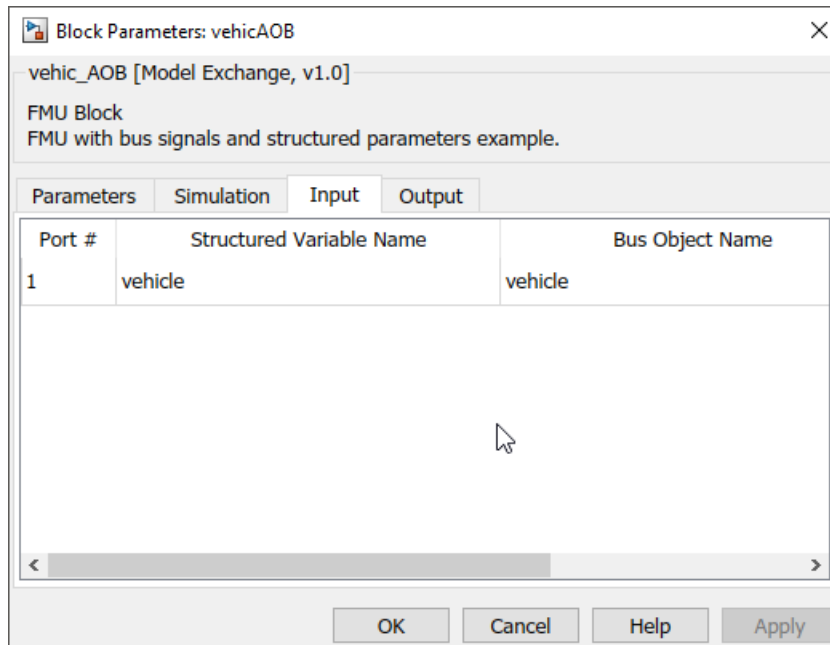 Block Parameters: vehicAOB
vehic_AOB [Model Exchange, v1.0]
FMU Block
FMU with bus signals and structured parameters example.
Parameters Simulation Input Output
Port # Structured Variable Name Bus Object Name
1 vehicle vehicle
OK Cancel Help Apply